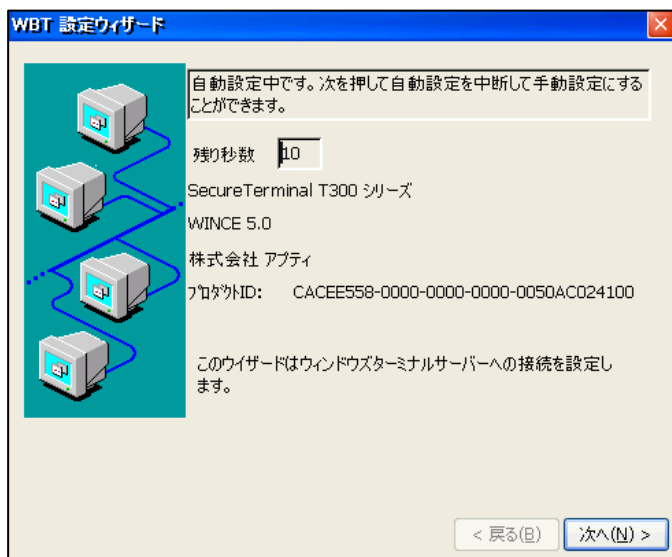 WBT 設定ウィザード
自動設定中です。次を押して自動設定を中断して手動設定にする
ことができます。
残り秒数 10
SecureTerminal T300 シリーズ
WINCE 5.0
株式会社 アプティ
プロダクトID: CACEE558-0000-0000-0000-0050AC024100
このウイザードはウィンドウズターミナルサーバーへの接続を設定し
ます。
< 戻る(B) 次へ(N) >